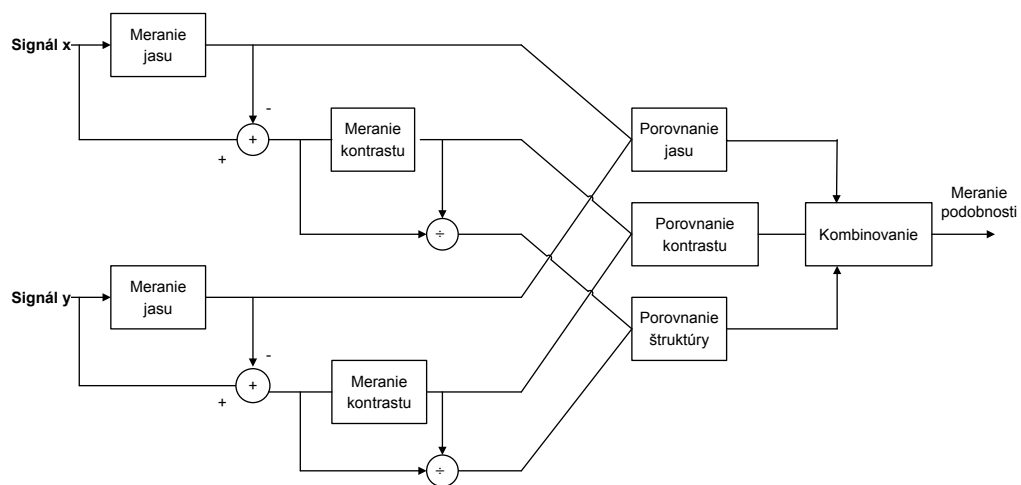 Signál x
Meranie
jasu
-
+
+
Meranie
kontrastu
÷
Signál y
Meranie
jasu
-
+
+
Meranie
kontrastu
÷
Porovnanie
jasu
Porovnanie
kontrastu
Porovnanie
štruktúry
Kombinovanie
Meranie
podobnosti